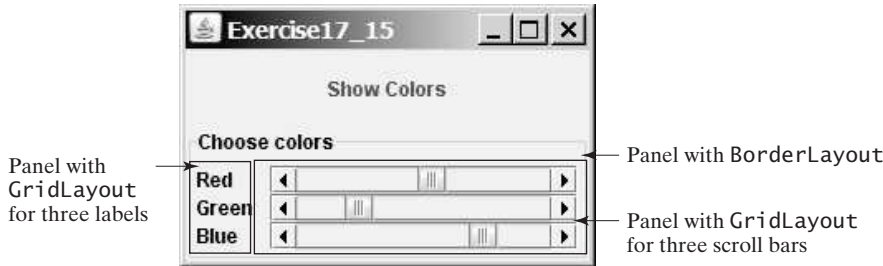 Exercise17_15
Show Colors
Choose colors
Panel with
GridLayout
for three labels
Red
Green
Blue
Panel with BorderLayout
Panel with GridLayout
for three scroll bars